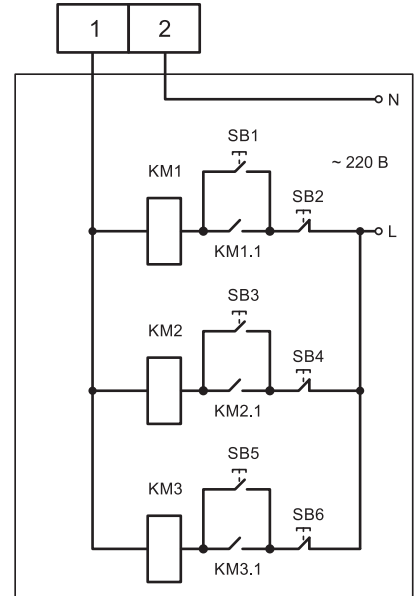 1 2
N
SB1
~ 220 В
KM1
SB2
L
KM1.1
SB3
KM2
SB4
KM2.1
SB5
KM3
SB6
KM3.1